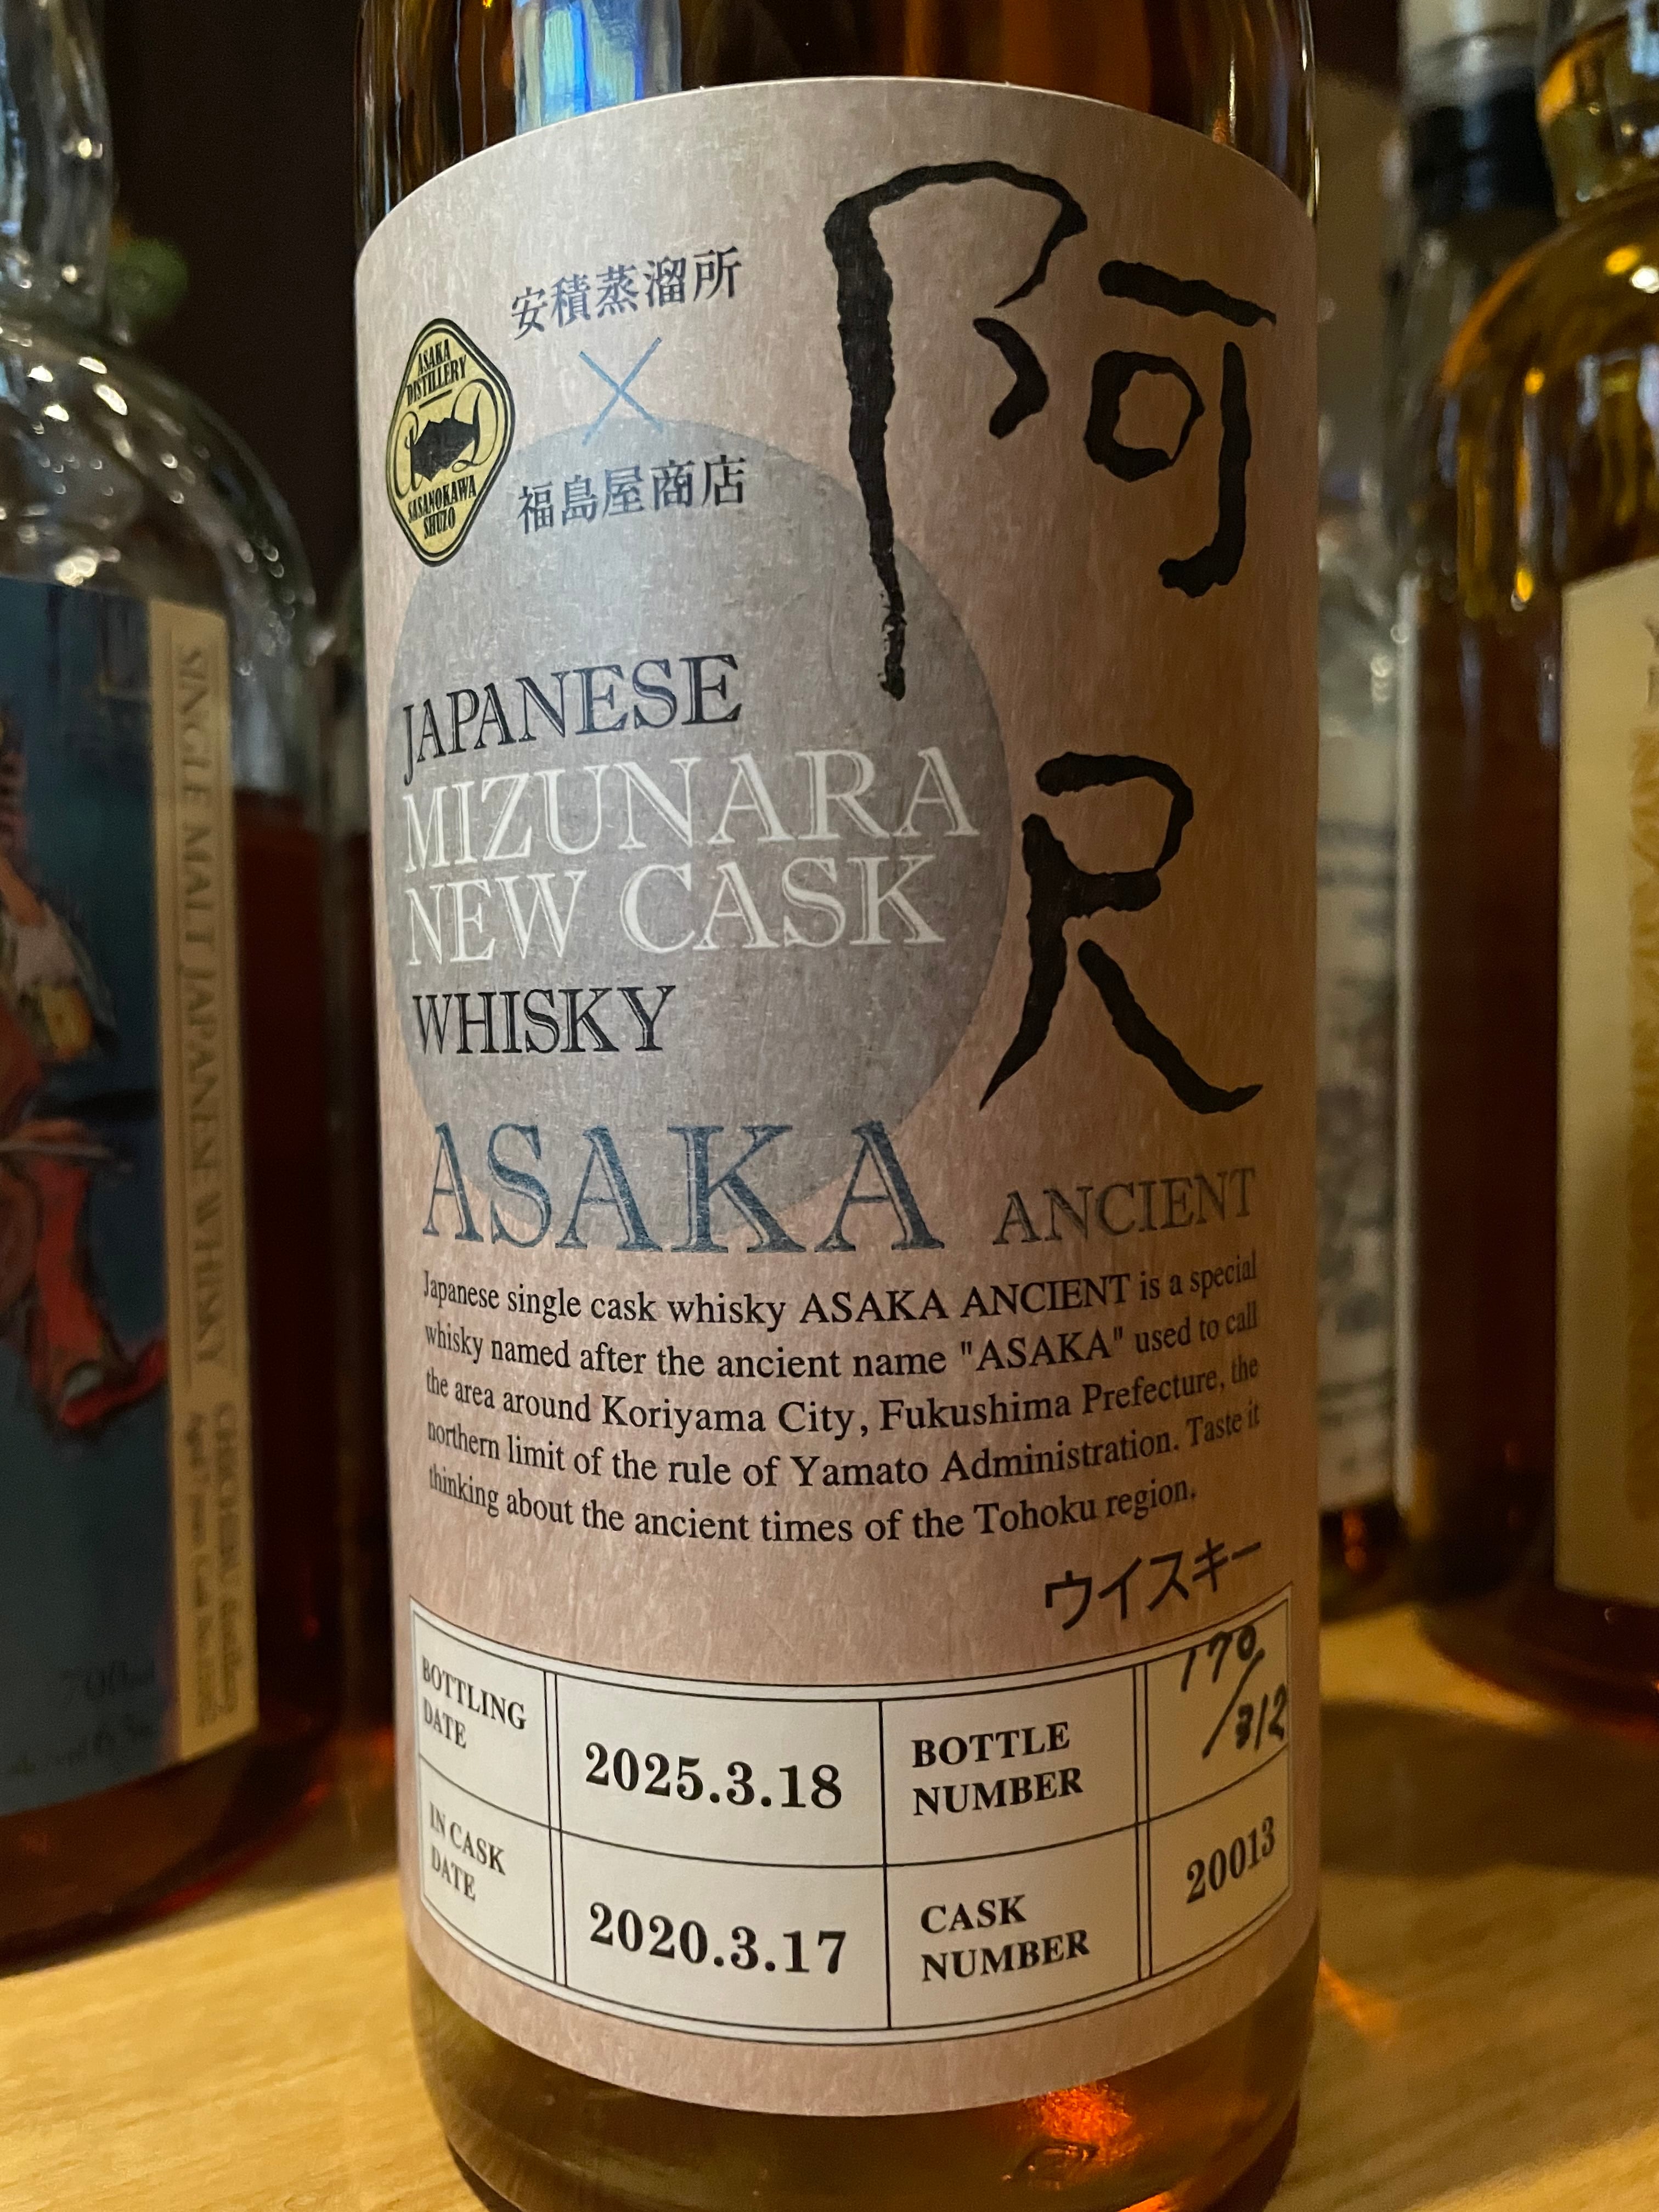 安積蒸溜所
×
福島屋商店
阿尺
ASAKA
DISTILLERY
SASANOKAWA
SHUZO
JAPANESE
MIZUNARA
NEW CASK
WHISKY
ASAKA ANCIENT
Japanese single cask whisky ASAKA ANCIENT is a special
whisky named after the ancient name "ASAKA" used to call
the area around Koriyama City, Fukushima Prefecture, the
northern limit of the rule of Yamato Administration. Taste it
thinking about the ancient times of the Tohoku region.
ウイスキー
BOTTLING
DATE
2025.3.18
BOTTLE
NUMBER
170/312
IN CASK
DATE
2020.3.17
CASK
NUMBER
20013
SINGLE MALT JAPANESE WHISKY
700ml